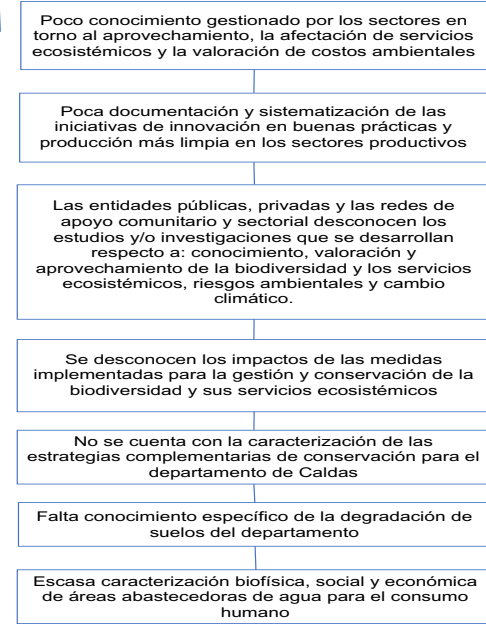 Poco conocimiento gestionado por los sectores en
torno al aprovechamiento, la afectación de servicios
ecosistémicos y la valoración de costos ambientales
Poca documentación y sistematización de las
iniciativas de innovación en buenas prácticas y
producción más limpia en los sectores productivos
Las entidades públicas, privadas y las redes de
apoyo comunitario y sectorial desconocen los
estudios y/o investigaciones que se desarrollan
respecto a: conocimiento, valoración y
aprovechamiento de la biodiversidad y los servicios
ecosistémicos, riesgos ambientales y cambio
climático.
Se desconocen los impactos de las medidas
implementadas para la gestión y conservación de la
biodiversidad y sus servicios ecosistémicos
No se cuenta con la caracterización de las
estrategias complementarias de conservación para el
departamento de Caldas
Falta conocimiento específico de la degradación de
suelos del departamento
Escasa caracterización biofísica, social y económica
de áreas abastecedoras de agua para el consumo
humano